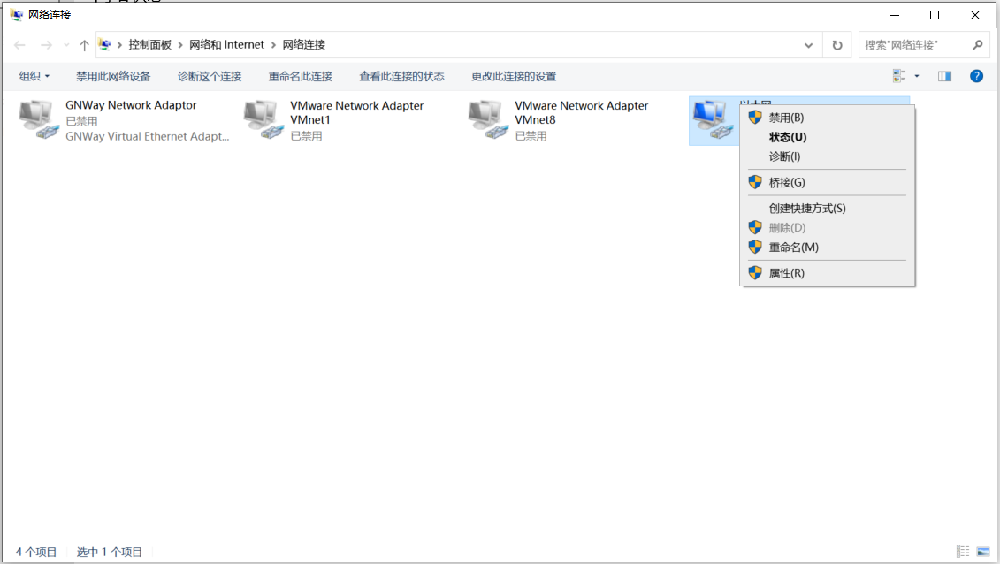 网络连接
控制面板 网络和 Internet 网络连接
搜索"网络连接"
组织 禁用此网络设备 诊断这个连接 重命名此连接 查看此连接的状态 更改此连接的设置
GNWay Network Adaptor
已禁用
GNWay Virtual Ethernet Adapt...
VMware Network Adapter
VMnet1
已禁用
VMware Network Adapter
VMnet8
已禁用
以太网
禁用(B)
状态(U)
诊断(I)
桥接(G)
创建快捷方式(S)
删除(D)
重命名(M)
属性(R)
4 个项目 选中 1 个项目